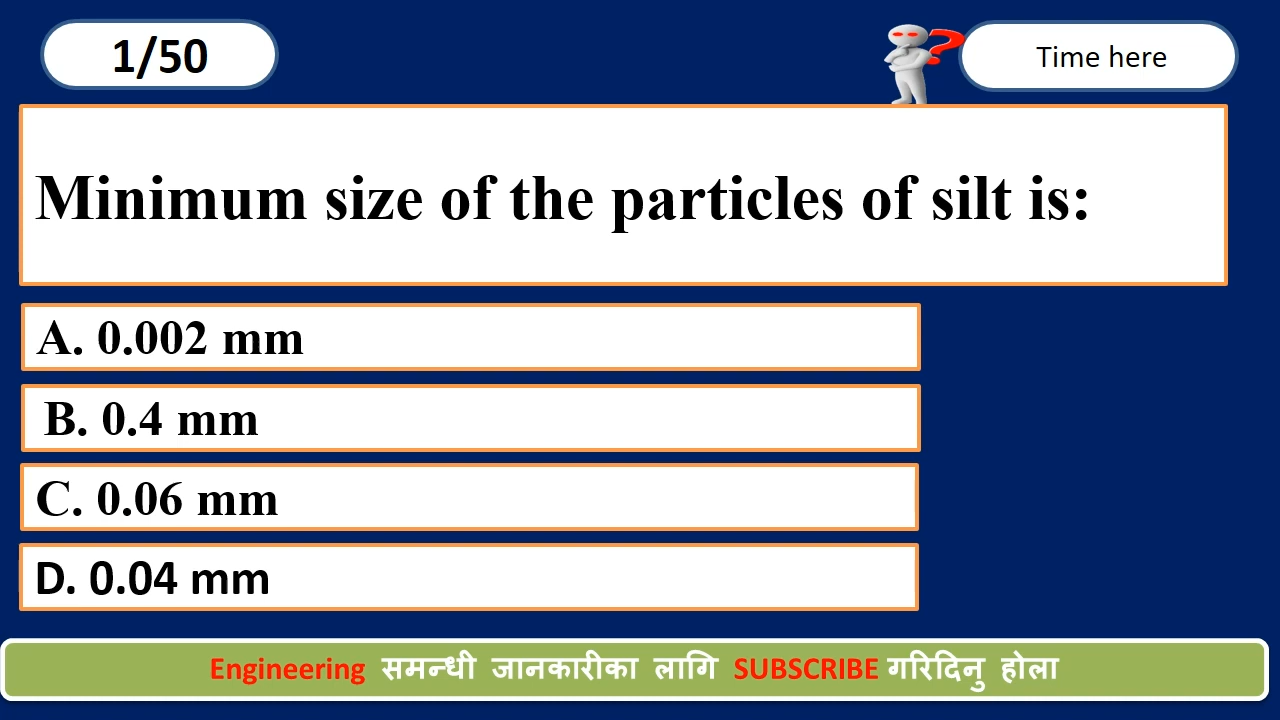 1/50
Time here
Minimum size of the particles of silt is:
A. 0.002 mm
B. 0.4 mm
C. 0.06 mm
D. 0.04 mm
Engineering समन्धी जानकारीका लागि SUBSCRIBE गरिदिनु होला